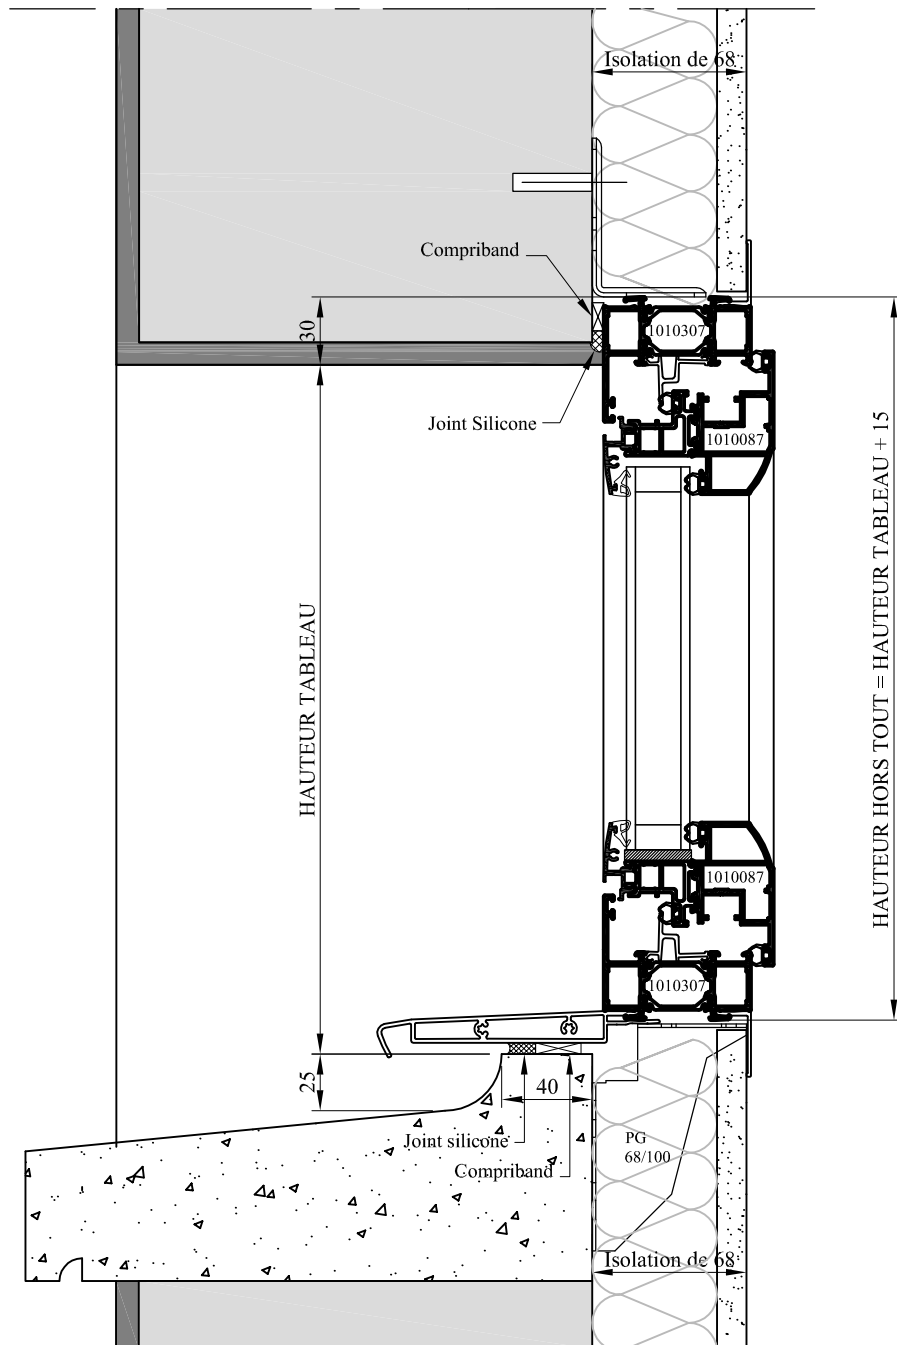 Isolation de 68
Compriband
30
1010307
Joint Silicone
1010087
HAUTEUR TABLEAU
HAUTEUR HORS TOUT = HAUTEUR TABLEAU + 15
1010087
1010307
25
40
Joint silicone
PG
68/100
Compriband
Isolation de 68